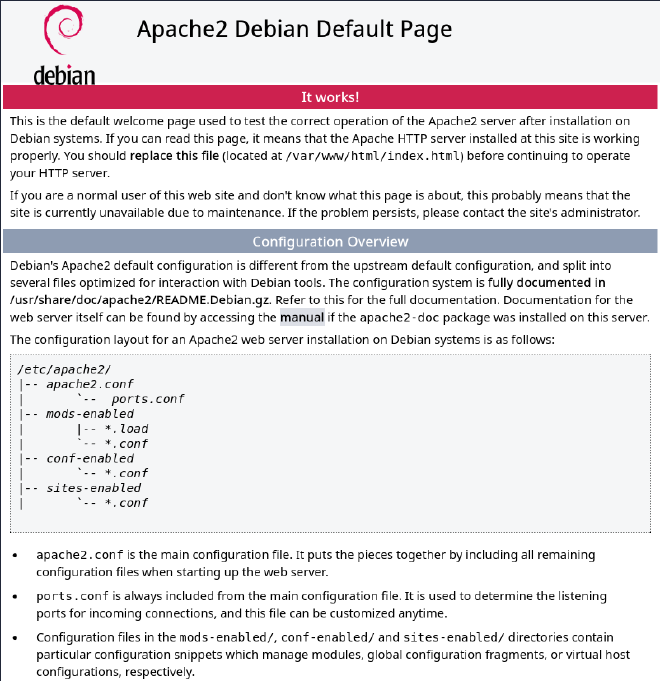 Apache2 Debian Default Page
debian
It works!
This is the default welcome page used to test the correct operation of the Apache2 server after installation on
Debian systems. If you can read this page, it means that the Apache HTTP server installed at this site is working
properly. You should replace this file (located at /var/www/html/index.html) before continuing to operate
your HTTP server.
If you are a normal user of this web site and don't know what this page is about, this probably means that the
site is currently unavailable due to maintenance. If the problem persists, please contact the site's administrator.
Configuration Overview
Debian's Apache2 default configuration is different from the upstream default configuration, and split into
several files optimized for interaction with Debian tools. The configuration system is fully documented in
/usr/share/doc/apache2/README.Debian.gz. Refer to this for the full documentation. Documentation for the
web server itself can be found by accessing the manual if the apache2-doc package was installed on this server.
The configuration layout for an Apache2 web server installation on Debian systems is as follows:
/etc/apache2/
|-- apache2.conf
|       `--  ports.conf
|-- mods-enabled
|       |-- *.load
|       `-- *.conf
|-- conf-enabled
|       `-- *.conf
|-- sites-enabled
|       `-- *.conf
• apache2.conf is the main configuration file. It puts the pieces together by including all remaining
configuration files when starting up the web server.
• ports.conf is always included from the main configuration file. It is used to determine the listening
ports for incoming connections, and this file can be customized anytime.
• Configuration files in the mods-enabled/, conf-enabled/ and sites-enabled/ directories contain
particular configuration snippets which manage modules, global configuration fragments, or virtual host
configurations, respectively.